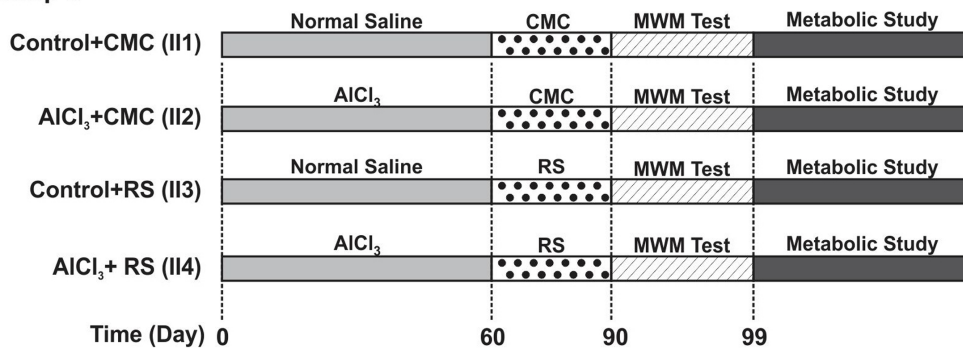 Normal Saline CMC MWM Test Metabolic Study
Control+CMC (II1)
AlCl₃ CMC MWM Test Metabolic Study
AlCl₃+CMC (II2)
Normal Saline RS MWM Test Metabolic Study
Control+RS (II3)
AlCl₃ RS MWM Test Metabolic Study
AlCl₃+ RS (II4)
Time (Day) 0 60 90 99